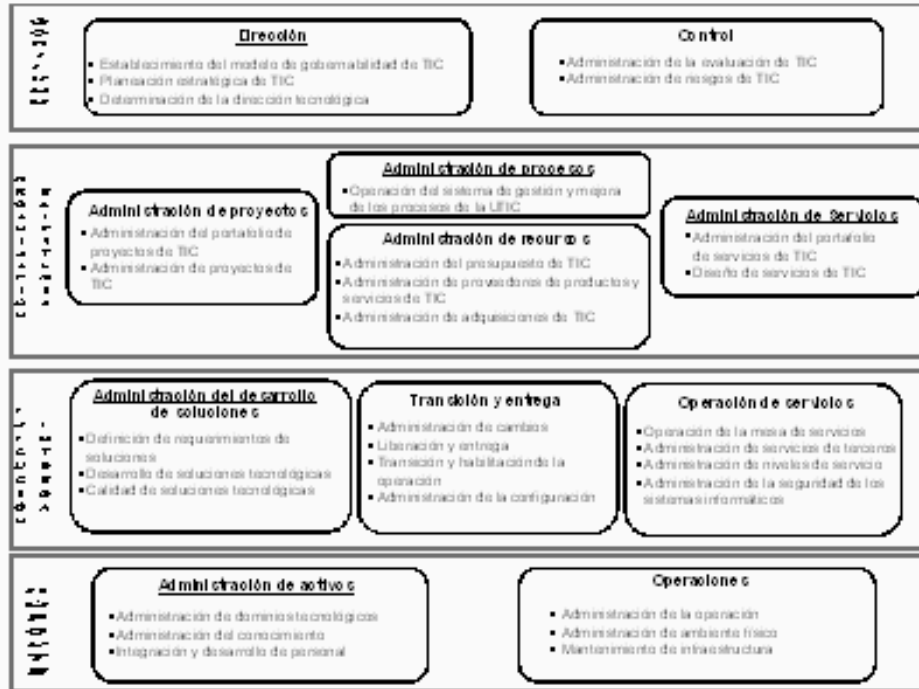 Dirección
▪ Establecimiento del modelo de gobernabilidad de TIC
▪ Planeación estratégica de TIC
▪ Determinación de la dirección tecnológica
Control
▪ Administración de la evaluación de TIC
▪ Administración de riesgos de TIC
Administración de procesos
▪ Operación del sistema de gestión y mejora
de los procesos de la UTIC
Administración de proyectos
▪ Administración del portafolio de
proyectos de TIC
▪ Administración de proyectos de
TIC
Administración de recursos
▪ Administración del presupuesto de TIC
▪ Administración de proveedores de productos y
servicios de TIC
▪ Administración de adquisiciones de TIC
Administración de Servicios
▪ Administración del portafolio
de servicios de TIC
▪ Diseño de servicios de TIC
Administración del desarrollo
de soluciones
▪ Definición de requerimientos de
soluciones
▪ Desarrollo de soluciones tecnológicas
▪ Calidad de soluciones tecnológicas
Transición y entrega
▪ Administración de cambios
▪ Liberación y entrega
▪ Transición y habilitación de la
operación
▪ Administración de la configuración
Operación de servicios
▪ Operación de la mesa de servicios
▪ Administración de servicios de terceros
▪ Administración de niveles de servicio
▪ Administración de la seguridad de los
sistemas informáticos
Administración de activos
▪ Administración de dominios tecnológicos
▪ Administración del conocimiento
▪ Integración y desarrollo de personal
Operaciones
▪ Administración de la operación
▪ Administración de ambiente físico
▪ Mantenimiento de infraestructura